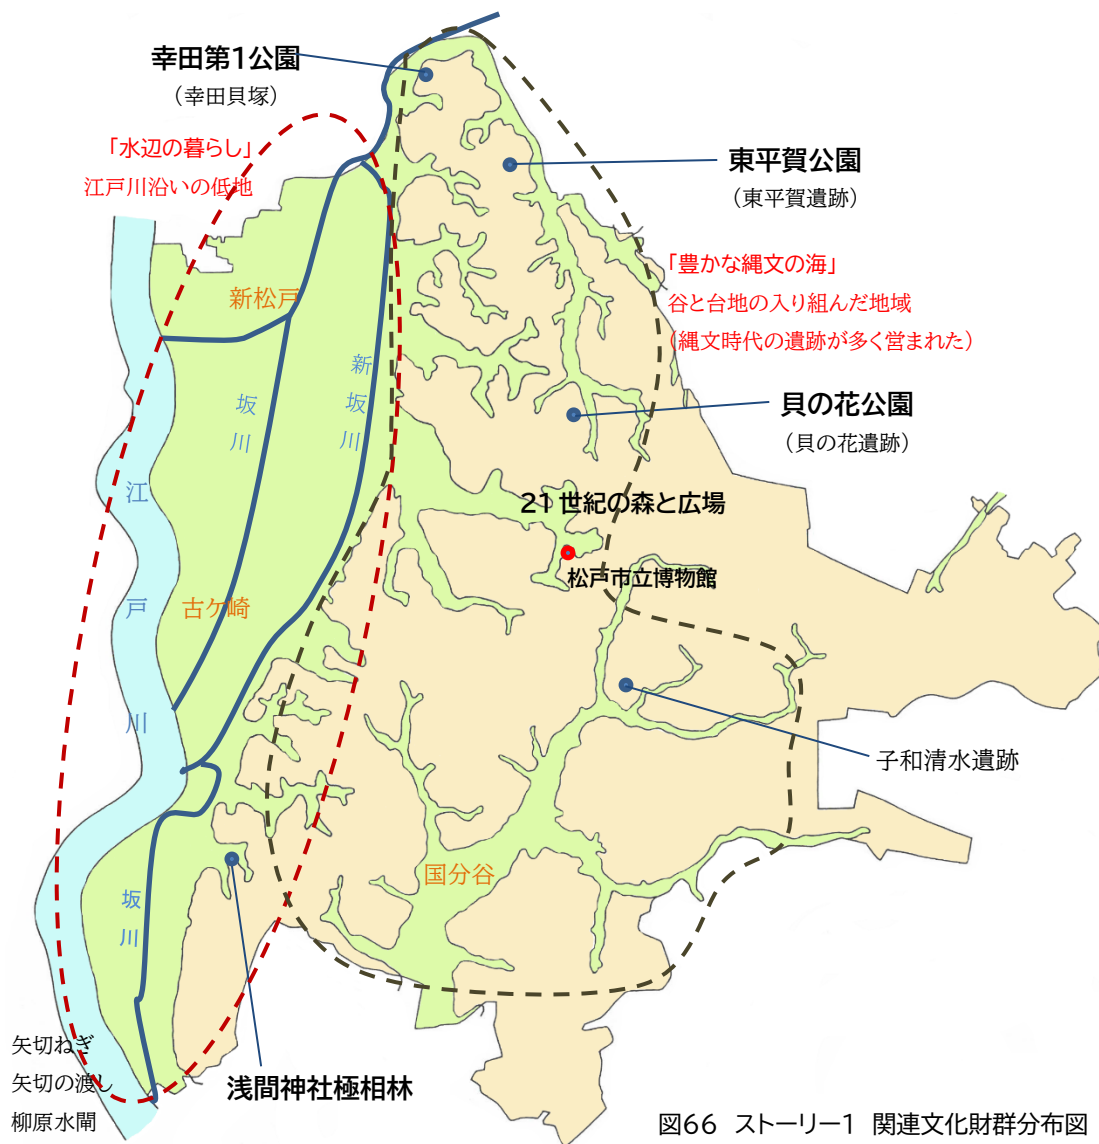 幸田第1公園
（幸田貝塚）
「水辺の暮らし」
江戸川沿いの低地
東平賀公園
（東平賀遺跡）
「豊かな縄文の海」
谷と台地の入り組んだ地域
（縄文時代の遺跡が多く営まれた）
新松戸
坂川
新坂川
貝の花公園
（貝の花遺跡）
江戸川
21世紀の森と広場
松戸市立博物館
古ケ崎
子和清水遺跡
国分谷
坂川
矢切ねぎ
矢切の渡し
柳原水閘
浅間神社極相林
図66 ストーリー1 関連文化財群分布図